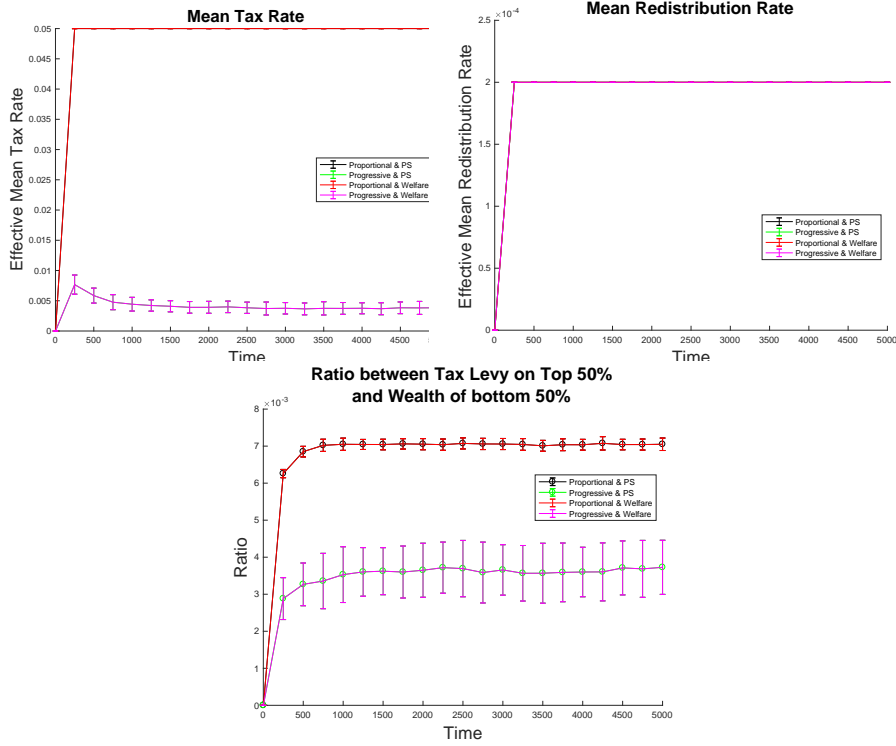 Mean Tax Rate
0.05
0.045
0.04
0.035
0.03
0.025
0.02
0.015
0.01
0.005
0
Effective Mean Tax Rate
Proportional & PS
Progressive & PS
Proportional & Welfare
Progressive & Welfare
0 500 1000 1500 2000 2500 3000 3500 4000 4500
Time
Mean Redistribution Rate
×10-4
2.5
2
1.5
1
0.5
0
Effective Mean Redistribution Rate
Proportional & PS
Progressive & PS
Proportional & Welfare
Progressive & Welfare
0 500 1000 1500 2000 2500 3000 3500 4000 4500 5000
Time
Ratio between Tax Levy on Top 50%
and Wealth of bottom 50%
×10-3
8
7
6
5
4
3
2
1
0
Ratio
Proportional & PS
Progressive & PS
Proportional & Welfare
Progressive & Welfare
0 500 1000 1500 2000 2500 3000 3500 4000 4500 5000
Time